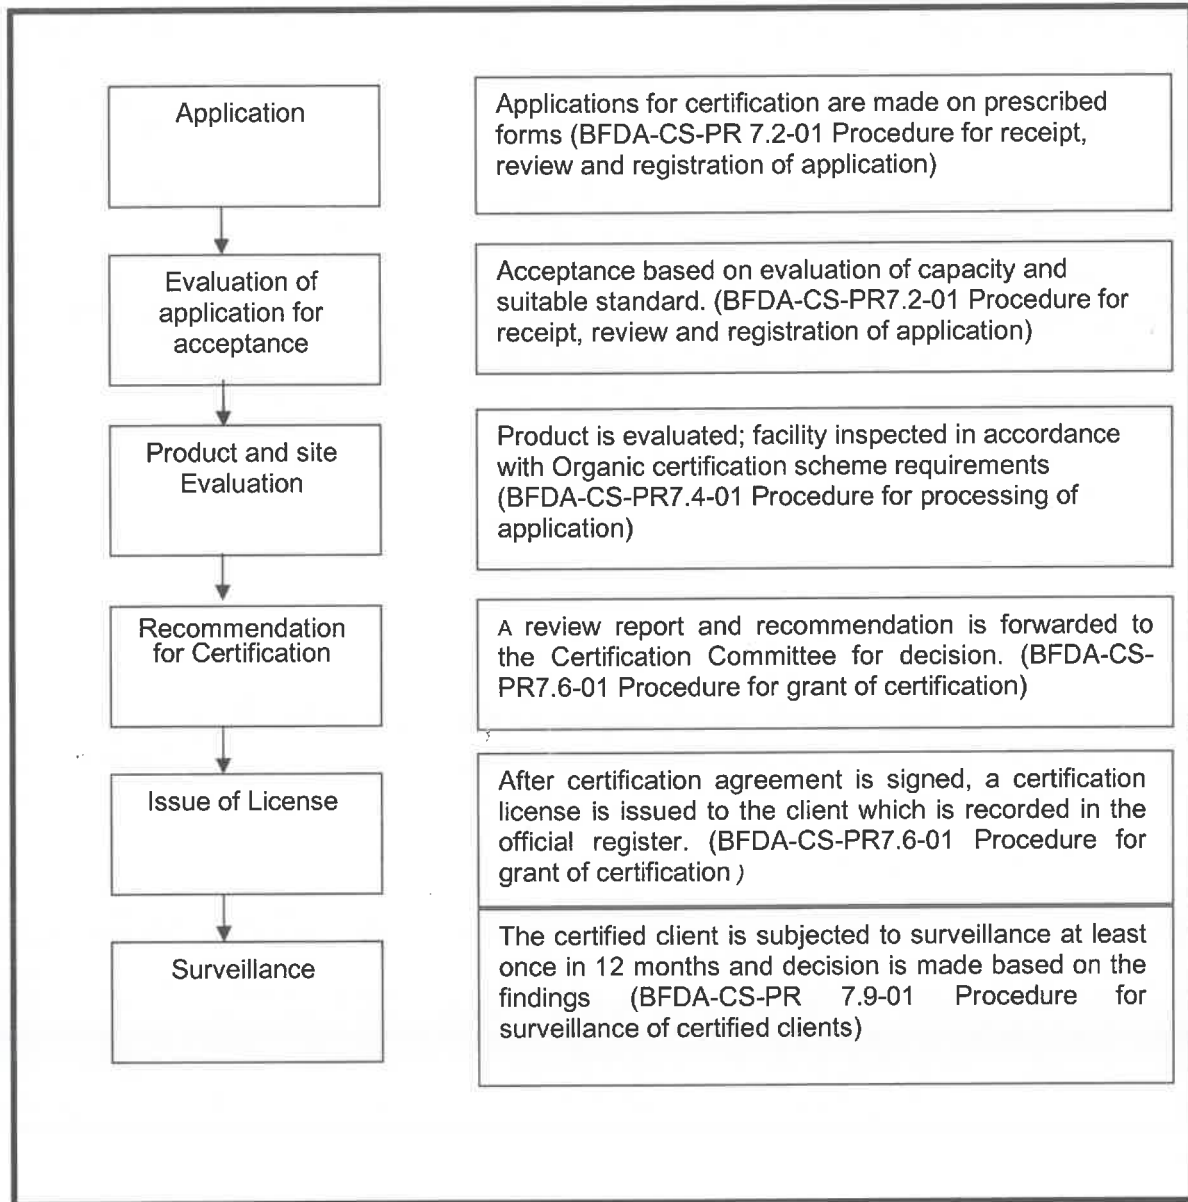 Application
Applications for certification are made on prescribed
forms (BFDA-CS-PR 7.2-01 Procedure for receipt,
review and registration of application)
Evaluation of
application for
acceptance
Acceptance based on evaluation of capacity and
suitable standard. (BFDA-CS-PR7.2-01 Procedure for
receipt, review and registration of application)
Product and site
Evaluation
Product is evaluated; facility inspected in accordance
with Organic certification scheme requirements
(BFDA-CS-PR7.4-01 Procedure for processing of
application)
Recommendation
for Certification
A review report and recommendation is forwarded to
the Certification Committee for decision. (BFDA-CS-
PR7.6-01 Procedure for grant of certification)
Issue of License
After certification agreement is signed, a certification
license is issued to the client which is recorded in the
official register. (BFDA-CS-PR7.6-01 Procedure for
grant of certification )
Surveillance
The certified client is subjected to surveillance at least
once in 12 months and decision is made based on the
findings (BFDA-CS-PR 7.9-01 Procedure for
surveillance of certified clients)